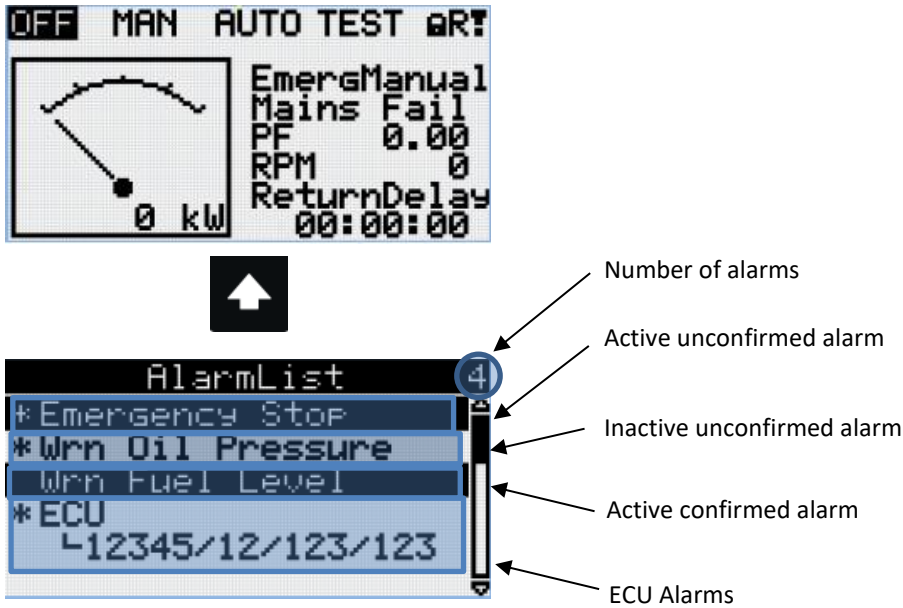 OFF MAN AUTO TEST R!
EmergManual
Mains Fail
PF 0.00
RPM 0
ReturnDelay
00:00:00
0 kW
Number of alarms
Active unconfirmed alarm
AlarmList 4
*Emergency Stop
*Wrn Oil Pressure
Inactive unconfirmed alarm
Wrn Fuel Level
Active confirmed alarm
*ECU
12345/12/123/123
ECU Alarms